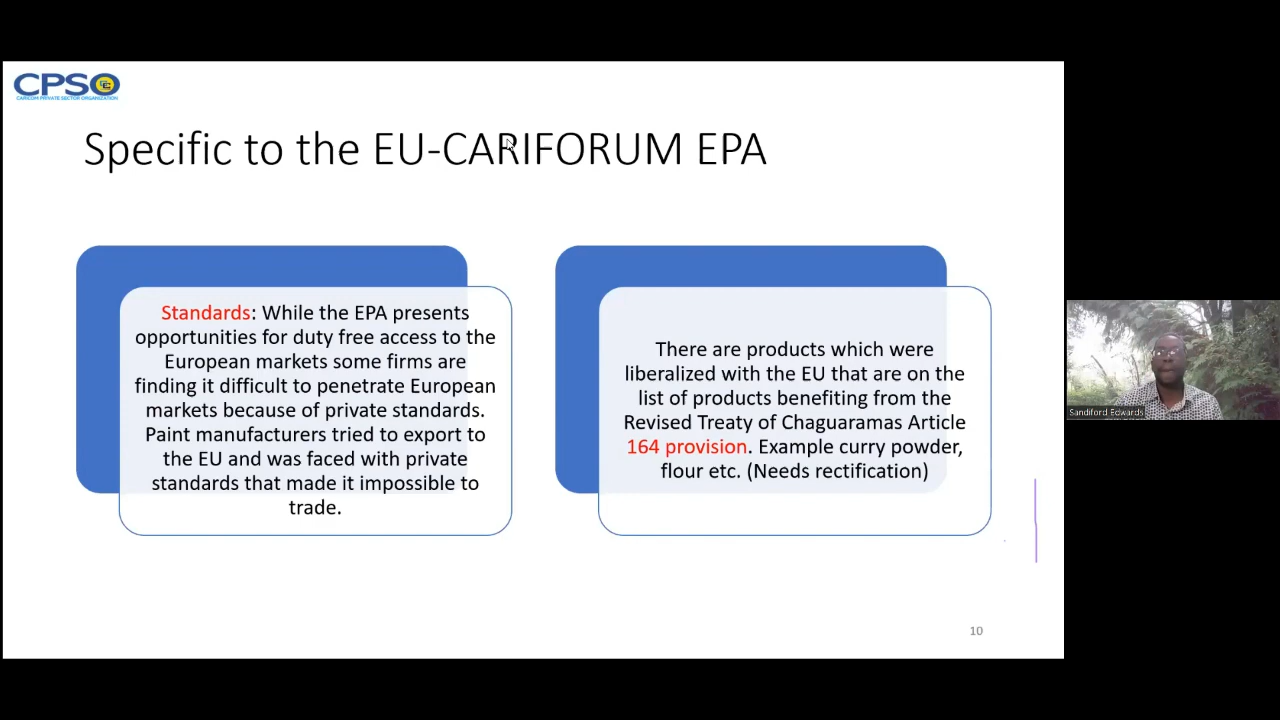 CPSO
CARICOM PRIVATE SECTOR ORGANIZATION
Specific to the EU-CARIFORUM EPA
Standards: While the EPA presents
opportunities for duty free access to the
European markets some firms are
finding it difficult to penetrate European
markets because of private standards.
Paint manufacturers tried to export to
the EU and was faced with private
standards that made it impossible to
trade.
There are products which were
liberalized with the EU that are on the
list of products benefiting from the
Revised Treaty of Chaguaramas Article
164 provision. Example curry powder,
flour etc. (Needs rectification)
10
Sandiford Edwards